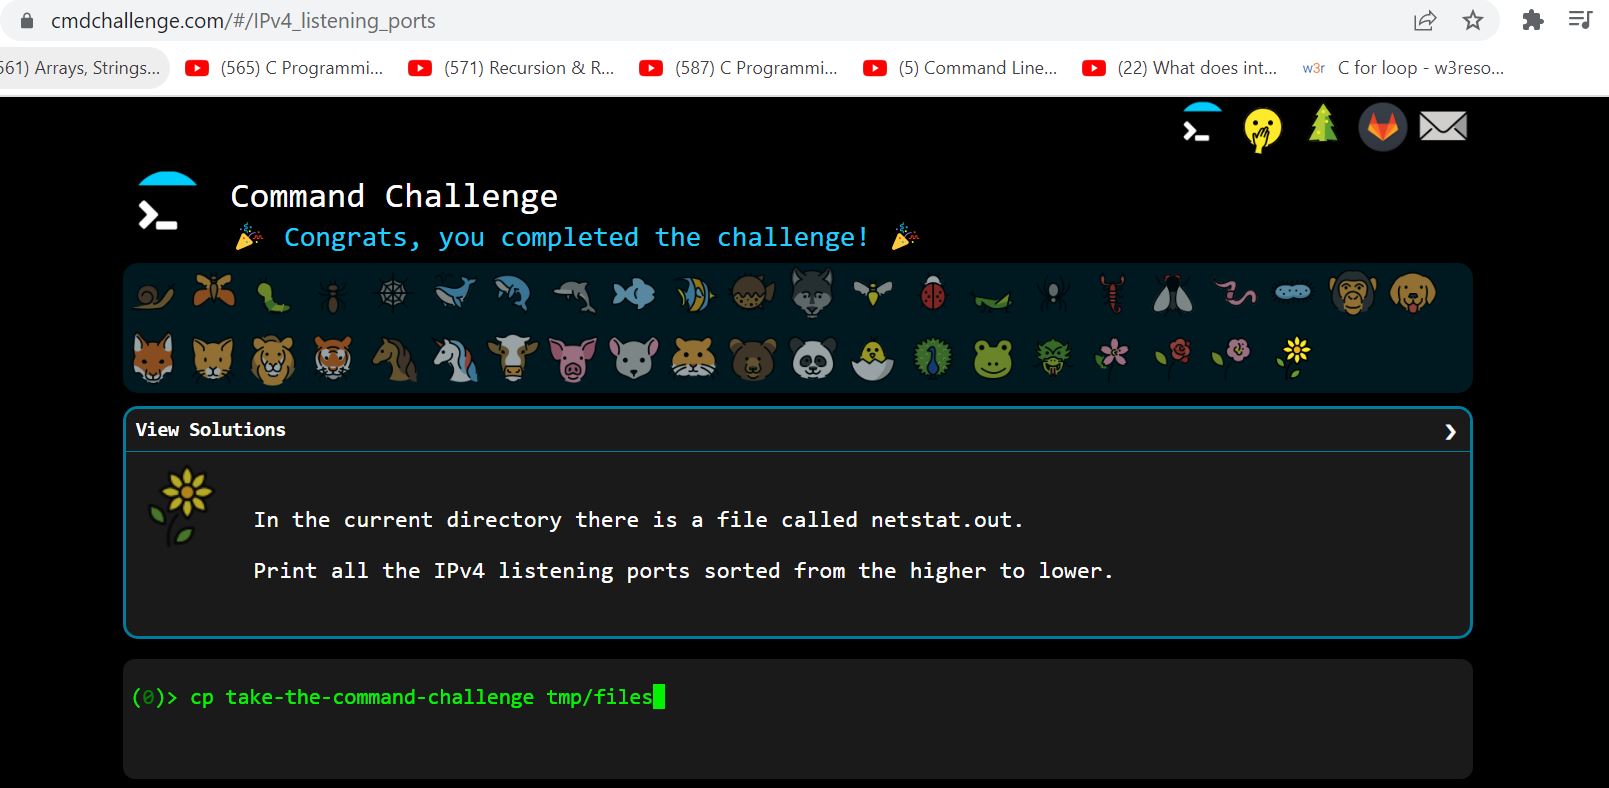 cmdchallenge.com/#/IPv4_listening_ports
561) Arrays, Strings... (565) C Programmi... (571) Recursion & R... (587) C Programmi... (5) Command Line... (22) What does int... w3r C for loop - w3reso...
Command Challenge
Congrats, you completed the challenge!
View Solutions
In the current directory there is a file called netstat.out.
Print all the IPv4 listening ports sorted from the higher to lower.
(0)> cp take-the-command-challenge tmp/files